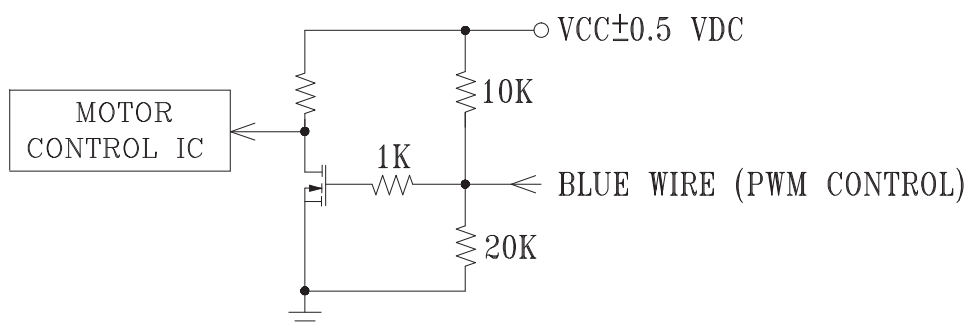 VCC±0.5 VDC
10K
MOTOR
CONTROL IC
1K
BLUE WIRE (PWM CONTROL)
20K